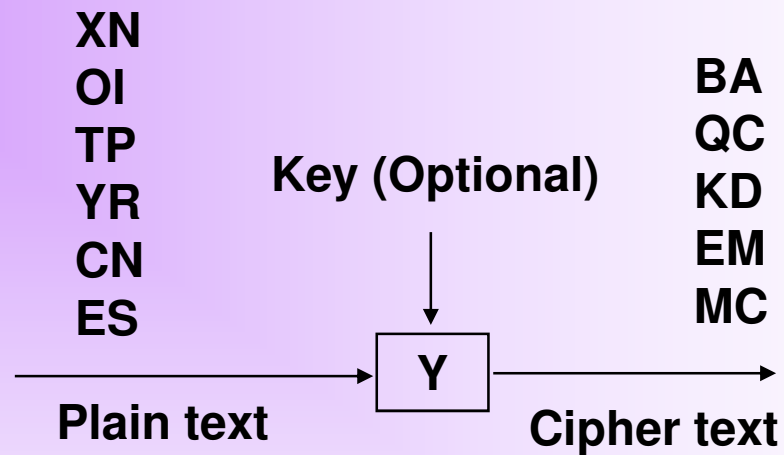 XN
OI
TP
YR
CN
ES
Key (Optional)
BA
QC
KD
EM
MC
Y
Plain text
Cipher text